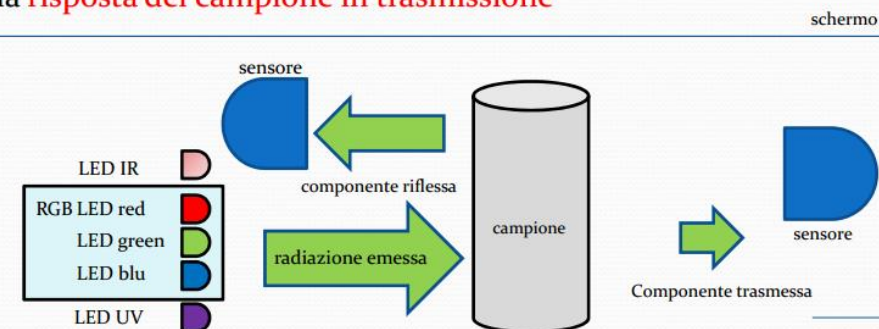 risposta del campione in trasmissione
schermo
sensore
LED IR
componente riflessa
RGB LED red
LED green
campione
sensore
radiazione emessa
LED blu
Componente trasmessa
LED UV